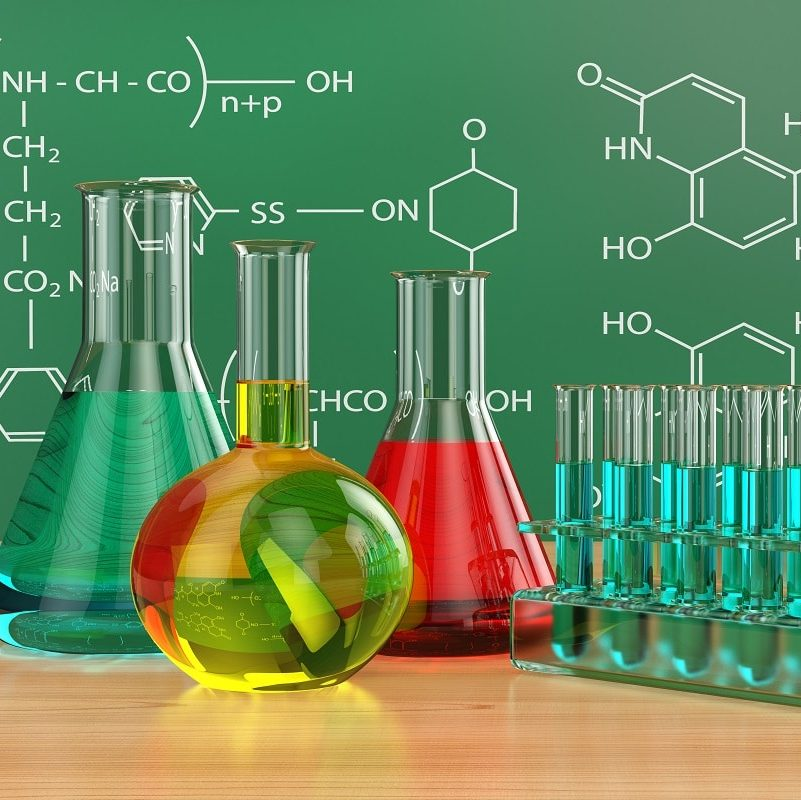 NH - CH - CO
n+p
OH
CH₂
CH₂
CO₂
N
N
SS
ON
O
O
HN
HO
HO
CHCO
OH